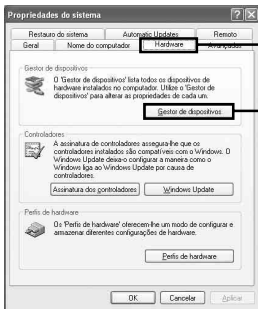 Propriedades do sistema
Restauro do sistema
Automatic Updates
Remoto
Geral
Nome do computador
Hardware
Avançadas
Gestor de dispositivos
O 'Gestor de dispositivos' lista todos os dispositivos de
hardware instalados no computador. Utilize o 'Gestor de
dispositivos' para alterar as propriedades de cada um.
Gestor de dispositivos
Controladores
A assinatura de controladores assegura-lhe que os
controladores instalados são compatíveis com o Windows. O
Windows Update deixa-o configurar a maneira como o
Windows liga ao Windows Update por causa de
controladores.
Assinatura dos controladores
Windows Update
Perfis de hardware
Os 'Perfis de hardware' oferecem-lhe um modo de configurar e
armazenar diferentes configurações de hardware.
Perfis de hardware
OK
Cancelar
Aplicar